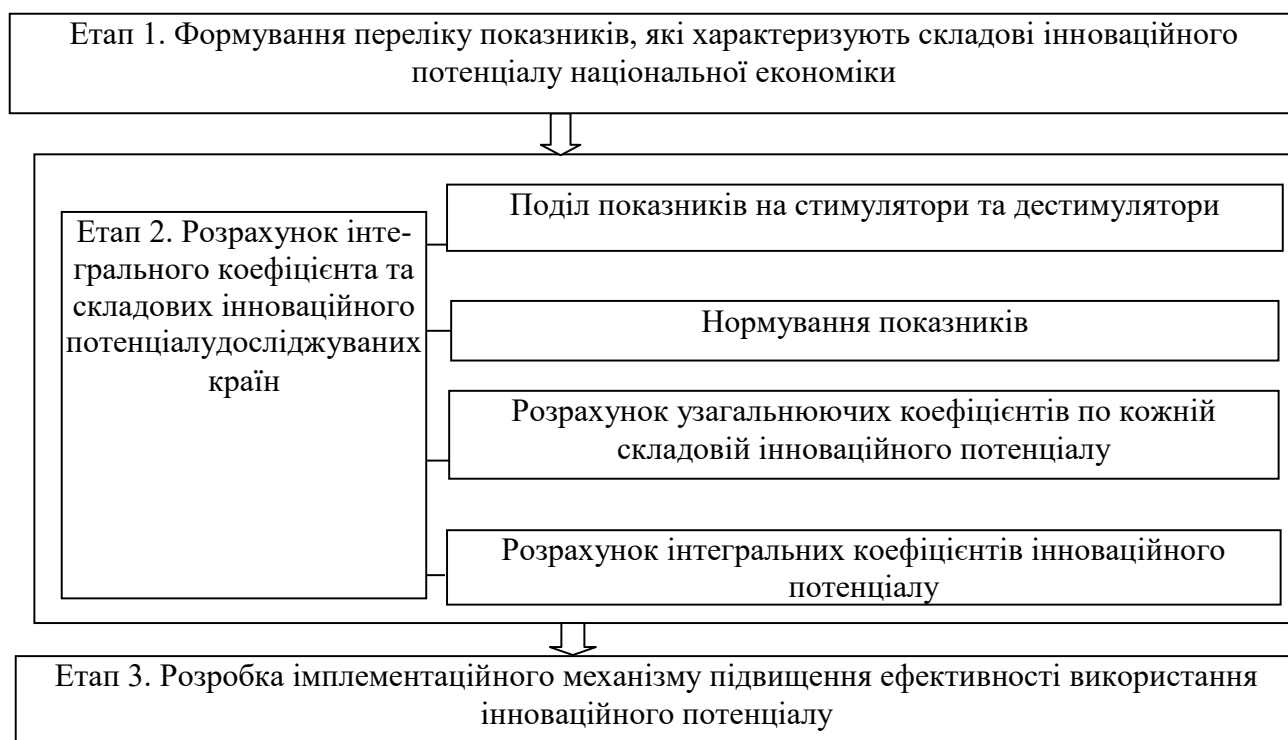 Етап 1. Формування переліку показників, які характеризують складові інноваційного
потенціалу національної економіки
Етап 2. Розрахунок інте-
грального коефіцієнта та
складових інноваційного
потенціалудосліджуваних
країн
Поділ показників на стимулятори та дестимулятори
Нормування показників
Розрахунок узагальнюючих коефіцієнтів по кожній
складовій інноваційного потенціалу
Розрахунок інтегральних коефіцієнтів інноваційного
потенціалу
Етап 3. Розробка імплементаційного механізму підвищення ефективності використання
інноваційного потенціалу